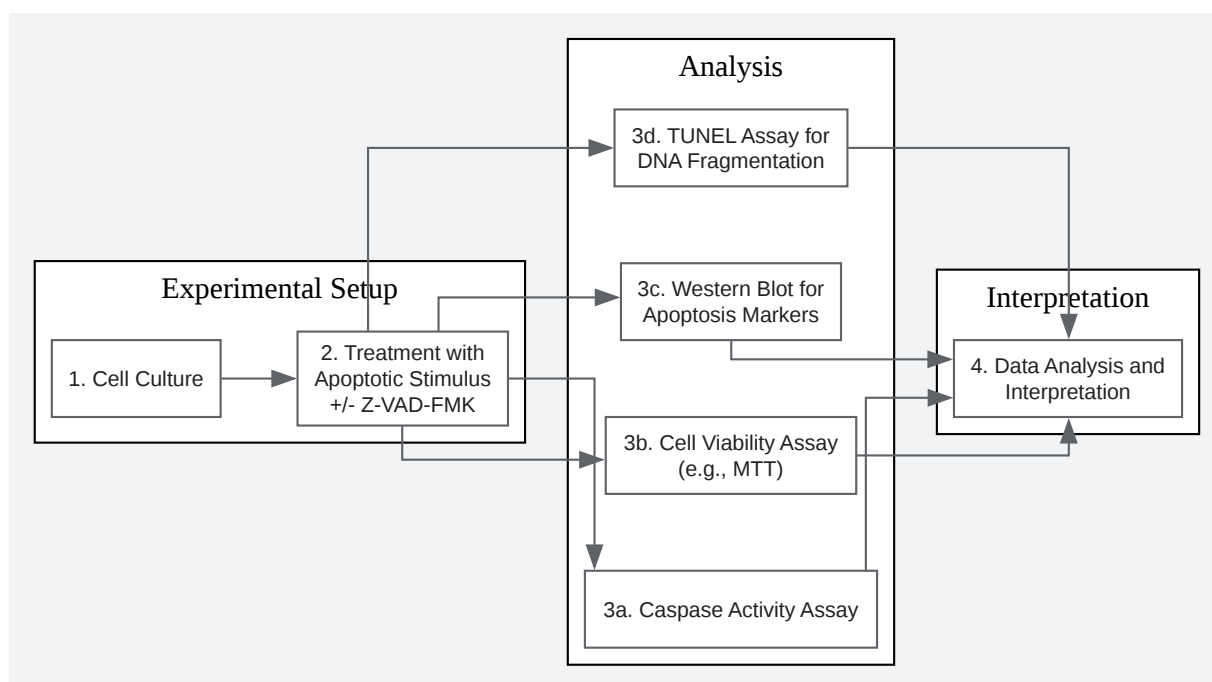 Experimental Setup
1. Cell Culture
2. Treatment with
Apoptotic Stimulus
+/- Z-VAD-FMK
Analysis
3d. TUNEL Assay for
DNA Fragmentation
3c. Western Blot for
Apoptosis Markers
3b. Cell Viability Assay
(e.g., MTT)
3a. Caspase Activity Assay
Interpretation
4. Data Analysis and
Interpretation